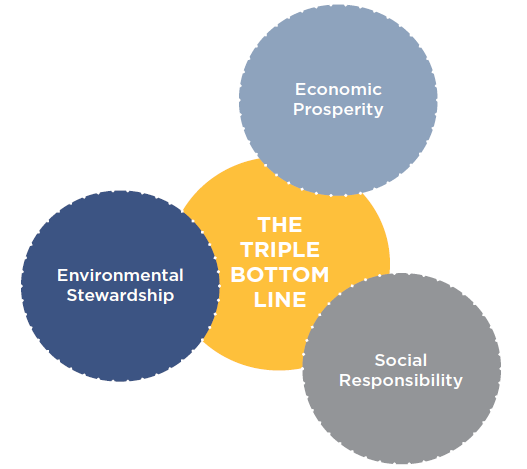 Economic
Prosperity
THE
TRIPLE
BOTTOM
LINE
Environmental
Stewardship
Social
Responsibility